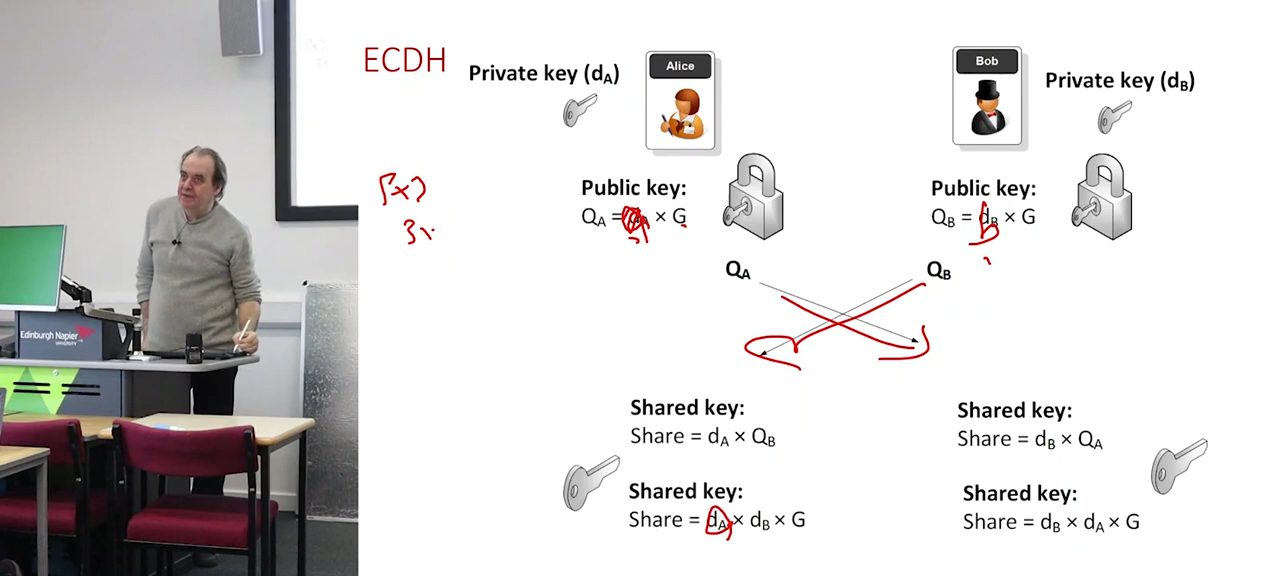 ECDH
Private key (dA)
Alice
Bob
Private key (dB)
Public key:
QA = × G
Public key:
QB = dB × G
b
QA
QB
Edinburgh Napier
UNIVERSITY
Shared key:
Share = dA × QB
Shared key:
Share = dB × QA
Shared key:
Share = dA × dB × G
Shared key:
Share = dB × dA × G